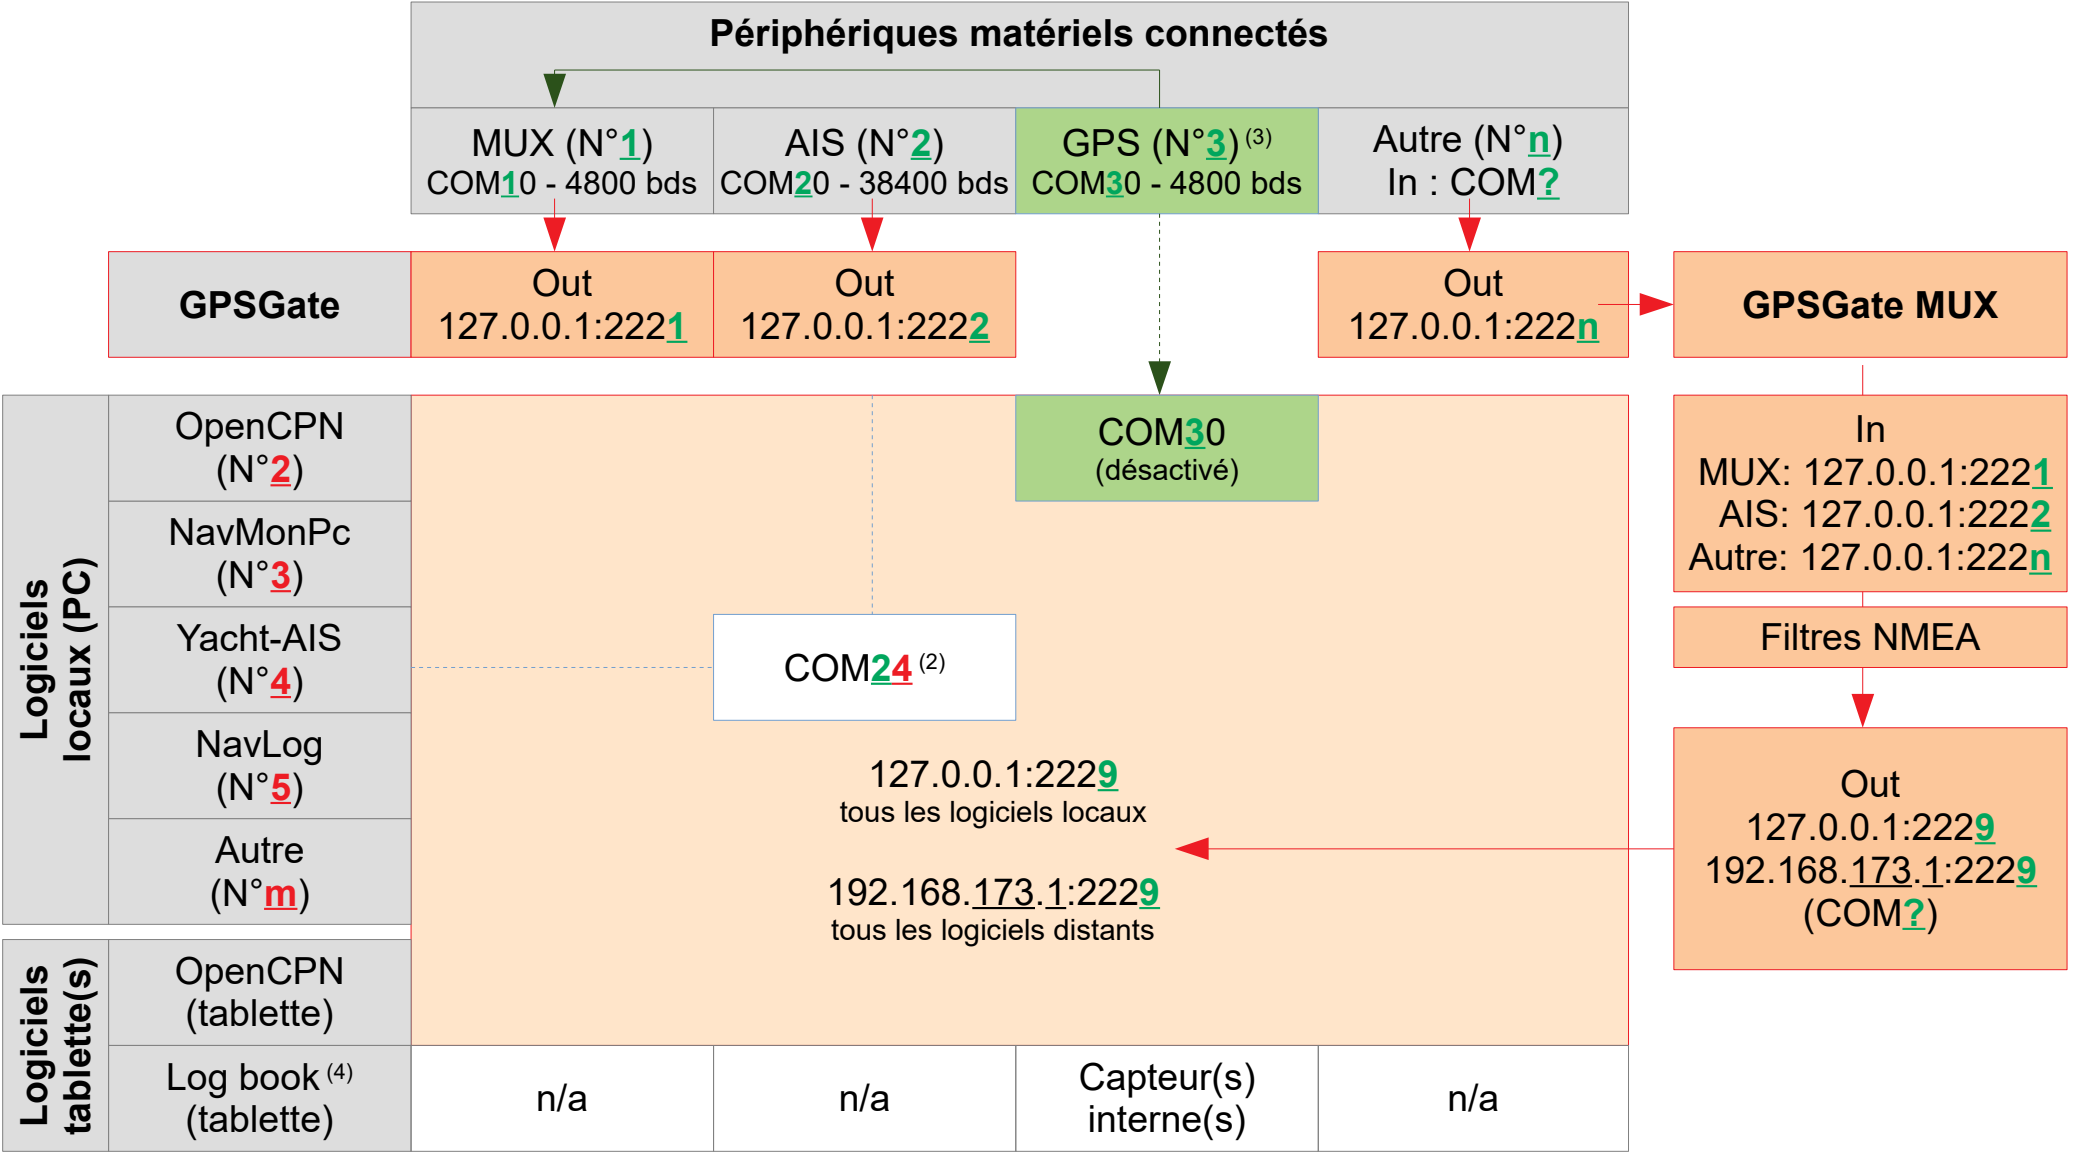 Périphériques matériels connectés
MUX (N°1)
COM10 - 4800 bds
AIS (N°2)
COM20 - 38400 bds
GPS (N°3) (3)
COM30 - 4800 bds
Autre (N°n)
In : COM?
GPSGate
Out
127.0.0.1:2221
Out
127.0.0.1:2222
Out
127.0.0.1:222n
GPSGate MUX
Logiciels
locaux (PC)
OpenCPN
(N°2)
NavMonPc
(N°3)
Yacht-AIS
(N°4)
NavLog
(N°5)
Autre
(N°m)
COM30
(désactivé)
COM24 (2)
127.0.0.1:2229
tous les logiciels locaux
192.168.173.1:2229
tous les logiciels distants
In
MUX: 127.0.0.1:2221
AIS: 127.0.0.1:2222
Autre: 127.0.0.1:222n
Filtres NMEA
Out
127.0.0.1:2229
192.168.173.1:2229
(COM?)
Logiciels
tablette(s)
OpenCPN
(tablette)
Log book (4)
(tablette)
n/a
n/a
Capteur(s)
interne(s)
n/a